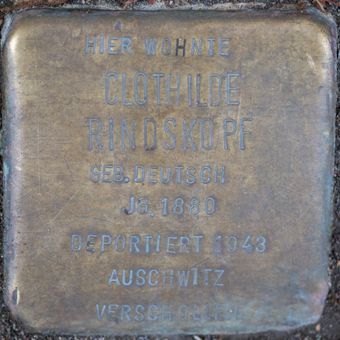 HIER WOHNTE
CLOTHILDE
RINDSKOPF
GEB. DEUTSCH
JG. 1880
DEPORTIERT 1943
AUSCHWITZ
VERSCHOLLEN